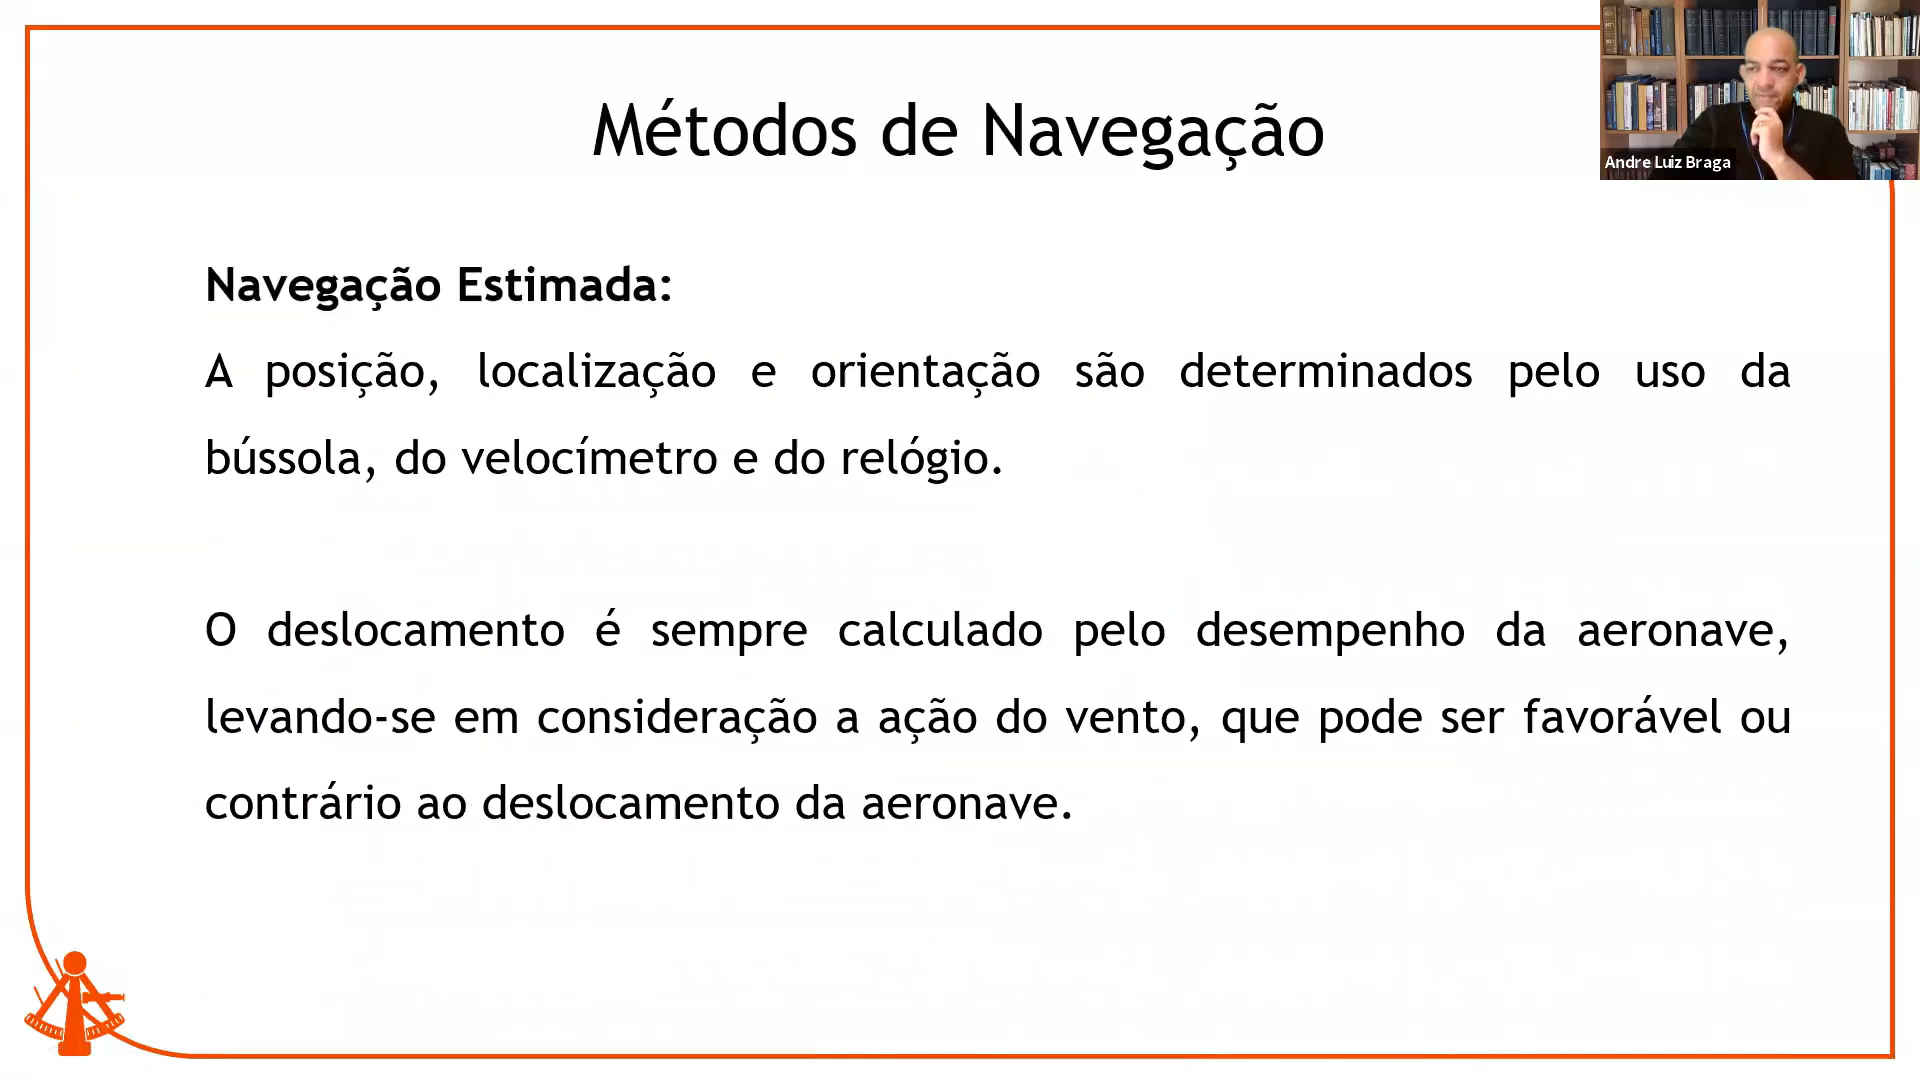 Métodos de Navegação
Andre Luiz Braga
Navegação Estimada:
A posição, localização e orientação são determinados pelo uso da
bússola, do velocímetro e do relógio.
O deslocamento é sempre calculado pelo desempenho da aeronave,
levando-se em consideração a ação do vento, que pode ser favorável ou
contrário ao deslocamento da aeronave.